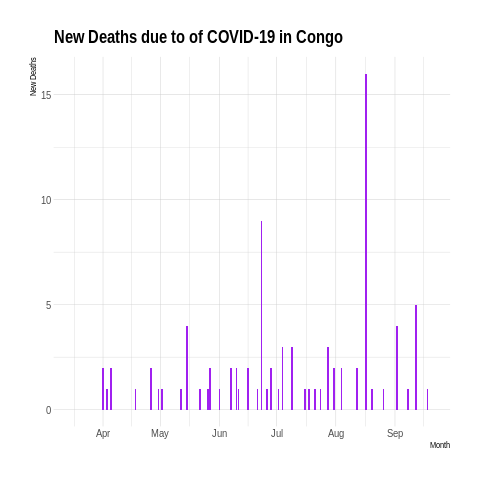 New Deaths due to of COVID-19 in Congo
New Deaths
15
10
5
0
Apr May Jun Jul Aug Sep
Month